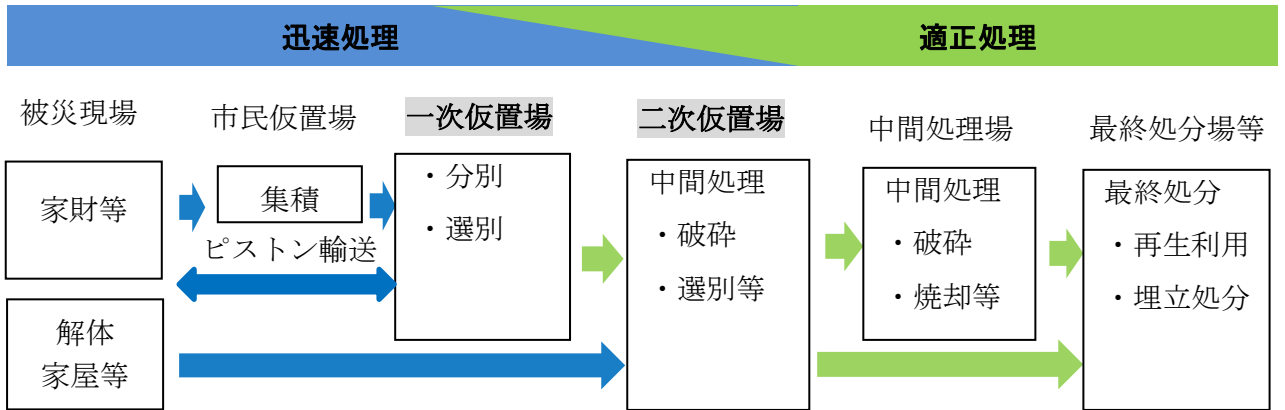 迅速処理
適正処理
被災現場
市民仮置場
一次仮置場
二次仮置場
中間処理場
最終処分場等
家財等
集積
ピストン輸送
・分別
・選別
中間処理
・破砕
・選別等
中間処理
・破砕
・焼却等
最終処分
・再生利用
・埋立処分
解体
家屋等